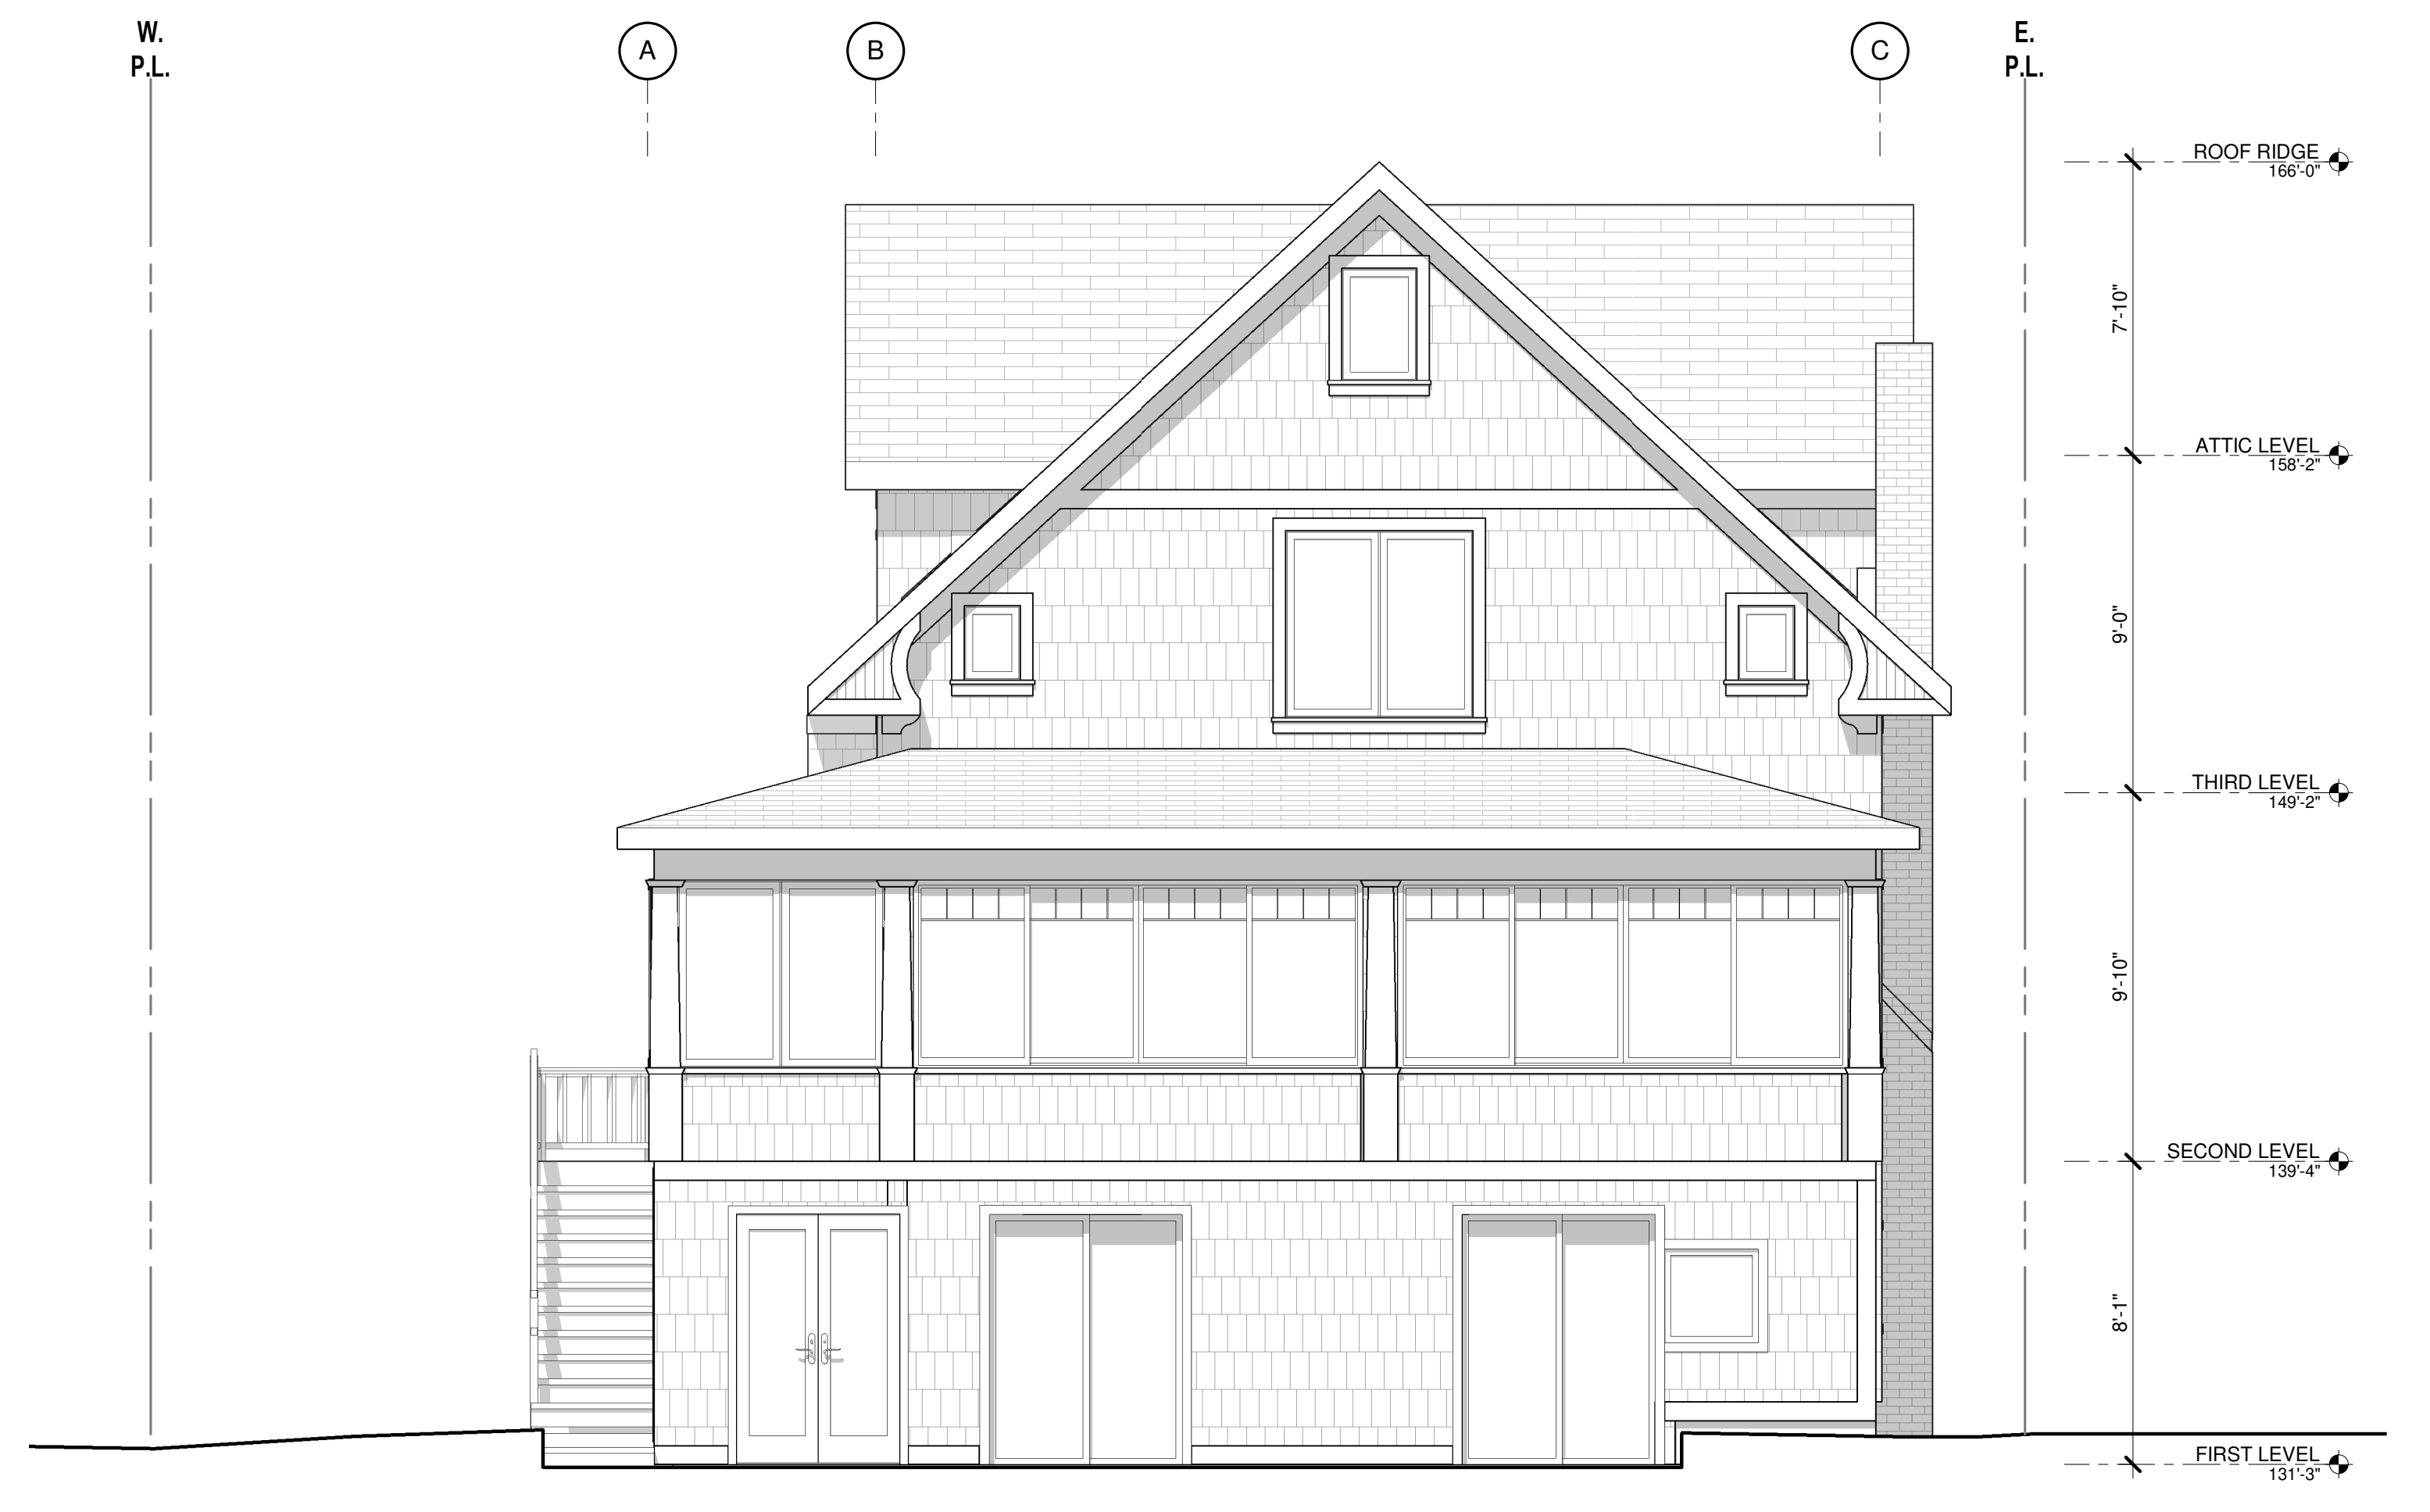 W.
P.L.
A
B
C
E.
P.L.
ROOF RIDGE
166'-0"
7'-10"
ATTIC LEVEL
158'-2"
9'-0"
THIRD LEVEL
149'-2"
9'-10"
SECOND LEVEL
139'-4"
8'-1"
FIRST LEVEL
131'-3"